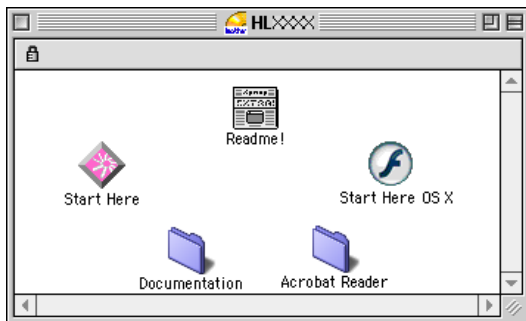 HLXXXX
Readme!
Start Here
Start Here OS X
Documentation
Acrobat Reader